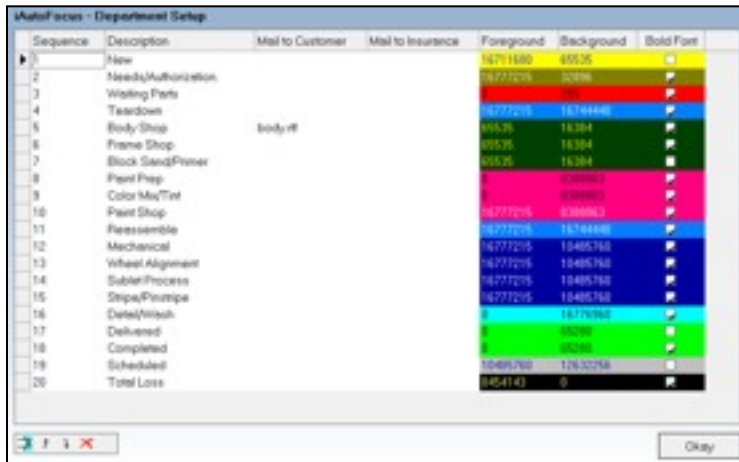 iAutoFocus - Department Setup
Sequence Description Mail to Customer Mail to Insurance Foreground Background Bold Font
1 New 16711680 65535
2 Needs/Authorization 16777215 32896
3 Waiting Parts 0 255
4 Teardown 16777215 16744448
5 Body Shop body.rtf 65535 16384
6 Frame Shop 65535 16384
7 Block Sand/Primer 65535 16384
8 Paint Prep 0 8388863
9 Color Mix/Tint 0 8388863
10 Paint Shop 16777215 8388863
11 Reassemble 16777215 16744448
12 Mechanical 16777215 10485760
13 Wheel Alignment 16777215 10485760
14 Sublet Process 16777215 10485760
15 Stripe/Pinstripe 16777215 10485760
16 Detail/Wash 0 16776960
17 Delivered 0 65280
18 Completed 0 65280
19 Scheduled 10485760 12632256
20 Total Loss 8454143 0
Okay